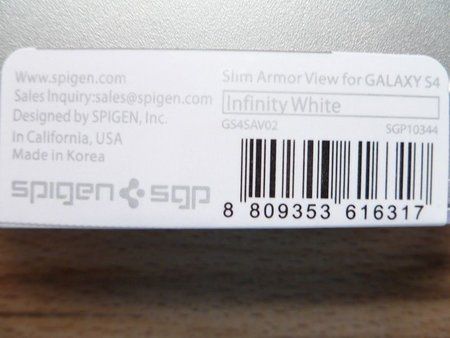 www.spigen.com
Sales Inquiry:sales@spigen.com
Designed by SPIGEN, Inc.
in California, USA
Made in Korea
spigen sgp
Slim Armor View for GALAXY S4
Infinity White
GS4SAV02 SGP10344
8 809353 616317